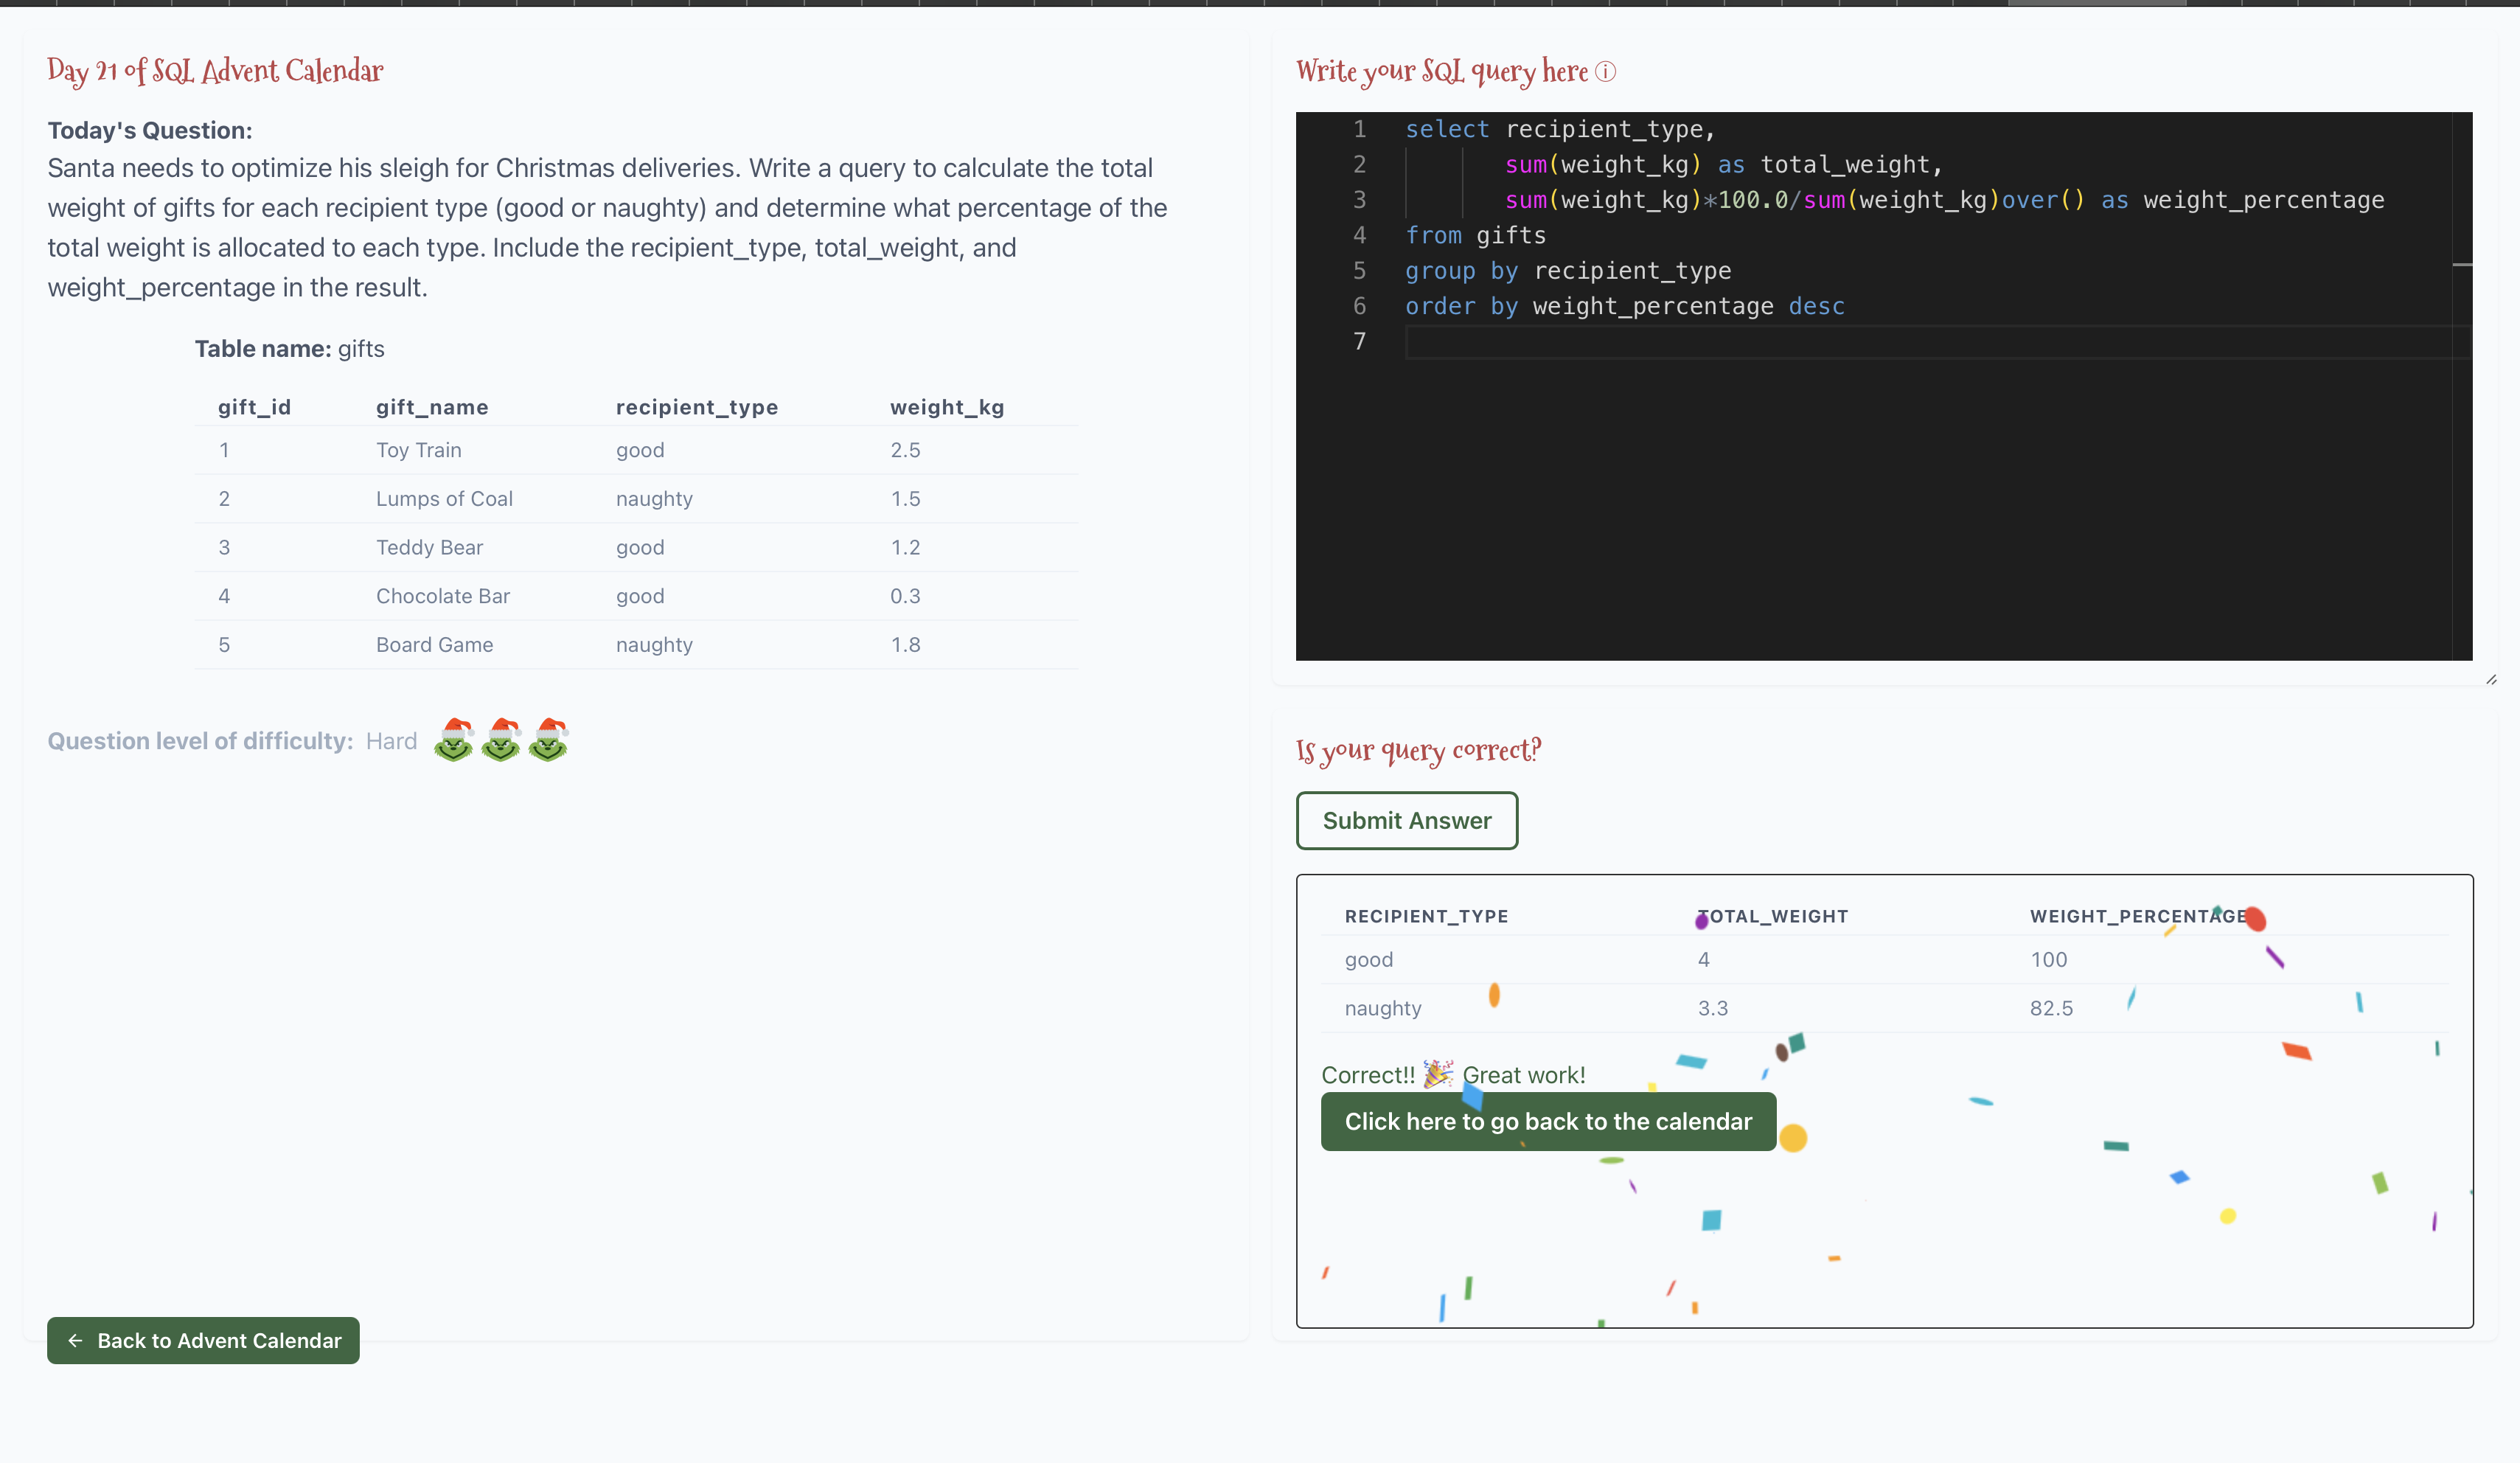 Day 21 of SQL Advent Calendar
Today's Question:
Santa needs to optimize his sleigh for Christmas deliveries. Write a query to calculate the total
weight of gifts for each recipient type (good or naughty) and determine what percentage of the
total weight is allocated to each type. Include the recipient_type, total_weight, and
weight_percentage in the result.
Table name: gifts
gift_id gift_name recipient_type weight_kg
1 Toy Train good 2.5
2 Lumps of Coal naughty 1.5
3 Teddy Bear good 1.2
4 Chocolate Bar good 0.3
5 Board Game naughty 1.8
Question level of difficulty: Hard
← Back to Advent Calendar
Write your SQL query here ⓘ
1 select recipient_type,
2 sum(weight_kg) as total_weight,
3 sum(weight_kg)*100.0/sum(weight_kg)over() as weight_percentage
4 from gifts
5 group by recipient_type
6 order by weight_percentage desc
7
Is your query correct?
Submit Answer
RECIPIENT_TYPE TOTAL_WEIGHT WEIGHT_PERCENTAGE
good 4 100
naughty 3.3 82.5
Correct!! 🎉 Great work!
Click here to go back to the calendar